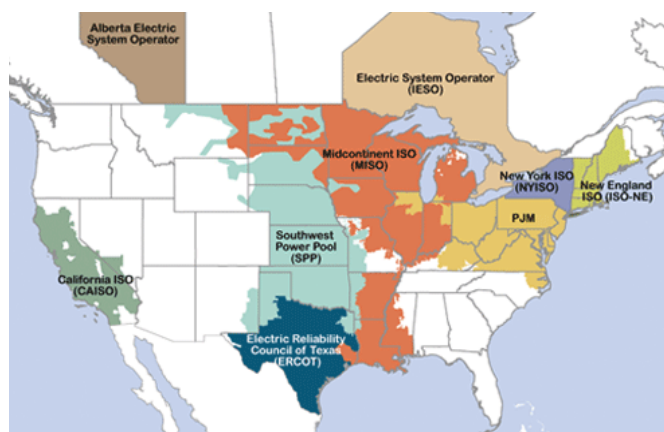 Alberta Electric
System Operator
Electric System Operator
(IESO)
Midcontinent ISO
(MISO)
New York ISO
(NYISO)
New England
ISO (ISO-NE)
PJM
Southwest
Power Pool
(SPP)
California ISO
(CAISO)
Electric Reliability
Council of Texas
(ERCOT)